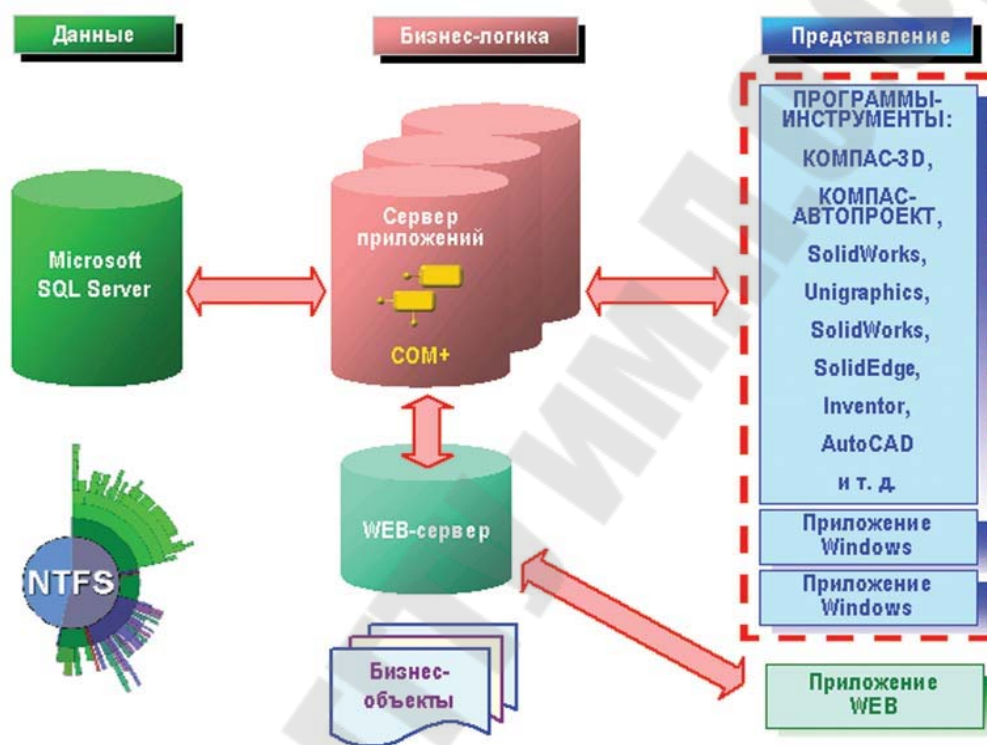 Данные
Бизнес-логика
Представление
Microsoft
SQL Server
Сервер
приложений
COM+
ПРОГРАММЫ-
ИНСТРУМЕНТЫ:
КОМПАС-3D,
КОМПАС-
АВТОПРОЕКТ,
SolidWorks,
Unigraphics,
SolidWorks,
SolidEdge,
Inventor,
AutoCAD
и т. д.
WEB-сервер
Приложение
Windows
Приложение
Windows
NTFS
Бизнес-
объекты
Приложение
WEB